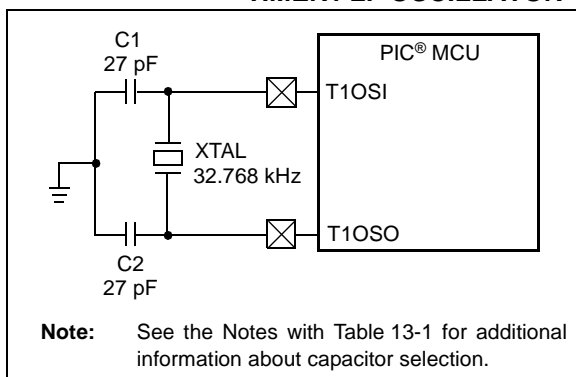 TIMER1 LP OSCILLATOR
C1
27 pF
PIC® MCU
T1OSI
XTAL
32.768 kHz
T1OSO
C2
27 pF
Note: See the Notes with Table 13-1 for additional
information about capacitor selection.